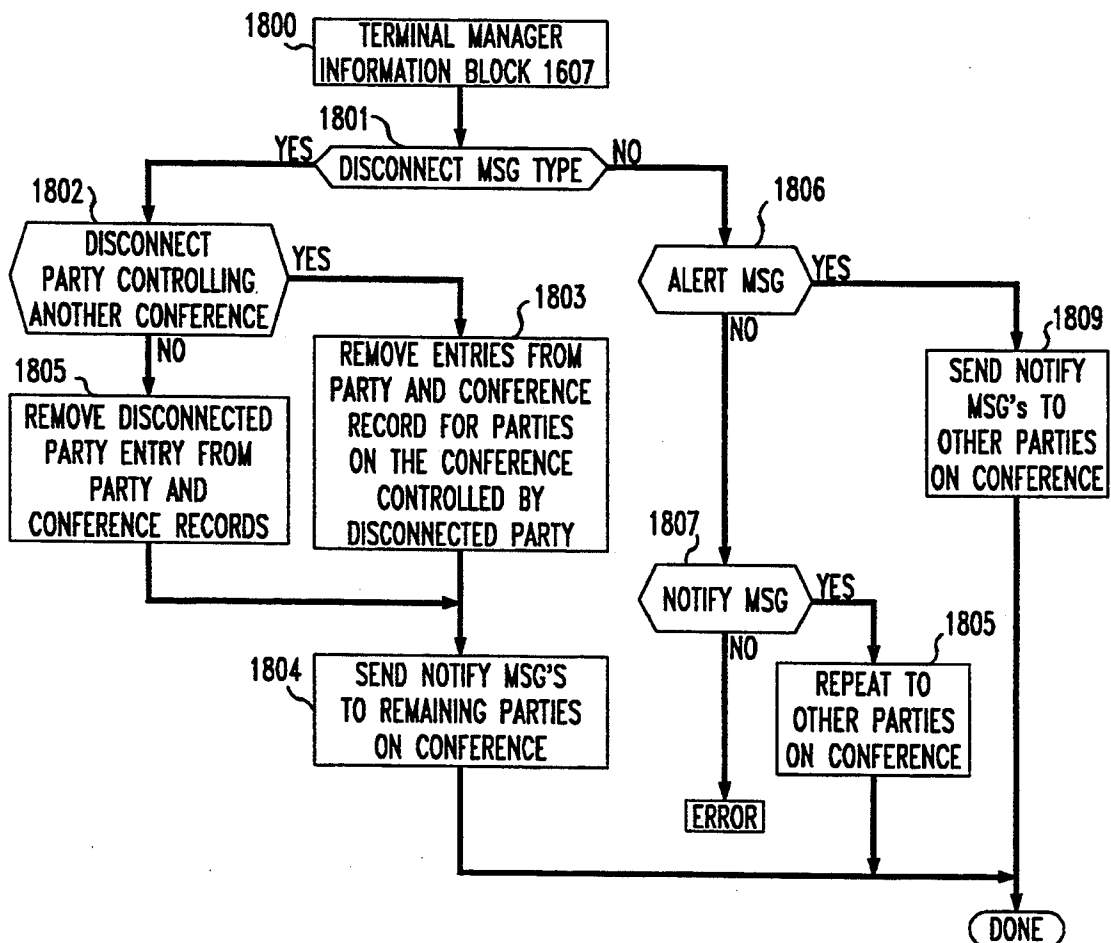 1800
TERMINAL MANAGER
INFORMATION BLOCK 1607
1801
YES
DISCONNECT MSG TYPE
NO
1802
DISCONNECT
PARTY CONTROLLING.
ANOTHER CONFERENCE
YES
NO
1803
REMOVE ENTRIES FROM
PARTY AND CONFERENCE
RECORD FOR PARTIES
ON THE CONFERENCE
CONTROLLED BY
DISCONNECTED PARTY
1805
REMOVE DISCONNECTED
PARTY ENTRY FROM
PARTY AND
CONFERENCE RECORDS
1804
SEND NOTIFY MSG'S
TO REMAINING PARTIES
ON CONFERENCE
1806
ALERT MSG
YES
NO
1809
SEND NOTIFY
MSG's TO
OTHER PARTIES
ON CONFERENCE
1807
NOTIFY MSG
YES
NO
1805
REPEAT TO
OTHER PARTIES
ON CONFERENCE
ERROR
DONE